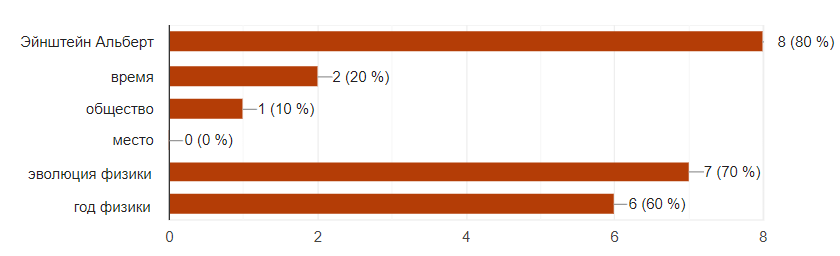 Эйнштейн Альберт 8 (80 %)
время 2 (20 %)
общество 1 (10 %)
место 0 (0 %)
эволюция физики 7 (70 %)
год физики 6 (60 %)
0 2 4 6 8